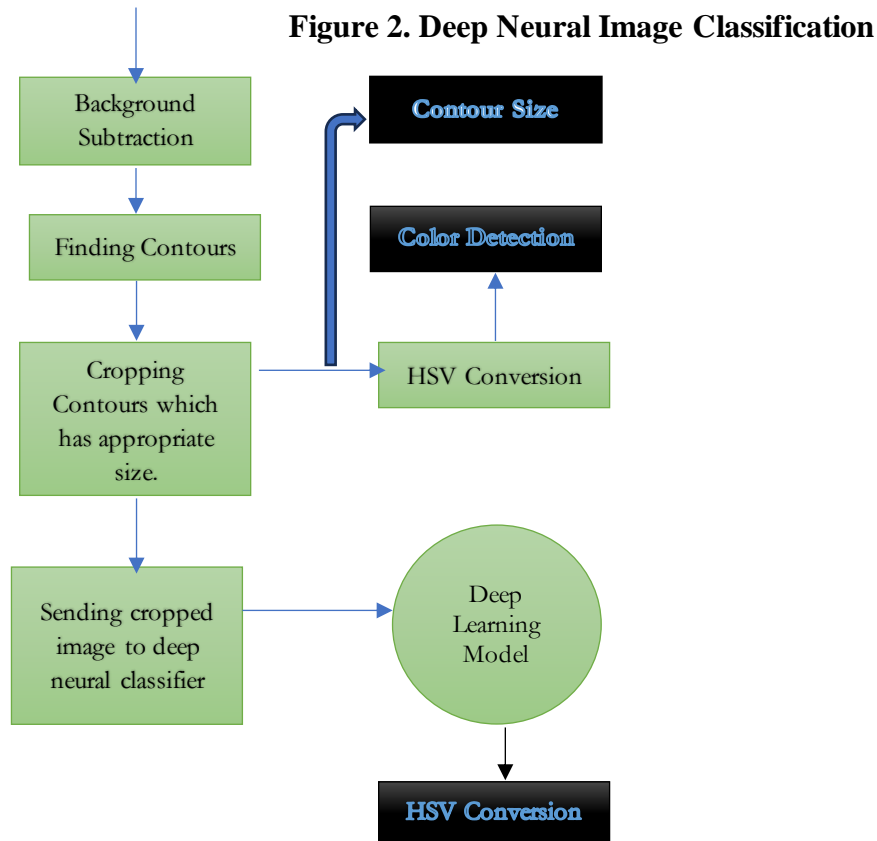 Figure 2. Deep Neural Image Classification
Background
Subtraction
Contour Size
Finding Contours
Color Detection
Cropping
Contours which
has appropriate
size.
HSV Conversion
Sending cropped
image to deep
neural classifier
Deep
Learning
Model
HSV Conversion